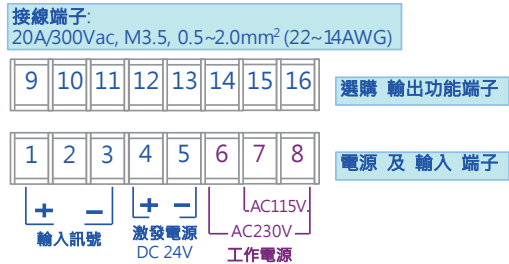 接線端子:
20A/300Vac, M3.5, 0.5~2.0mm² (22~14AWG)
9 10 11 12 13 14 15 16
選購 輸出功能端子
1 2 3 4 5 6 7 8
電源 及 輸入 端子
+ − + −
AC115V
AC230V
輸入訊號 激發電源
DC 24V
工作電源